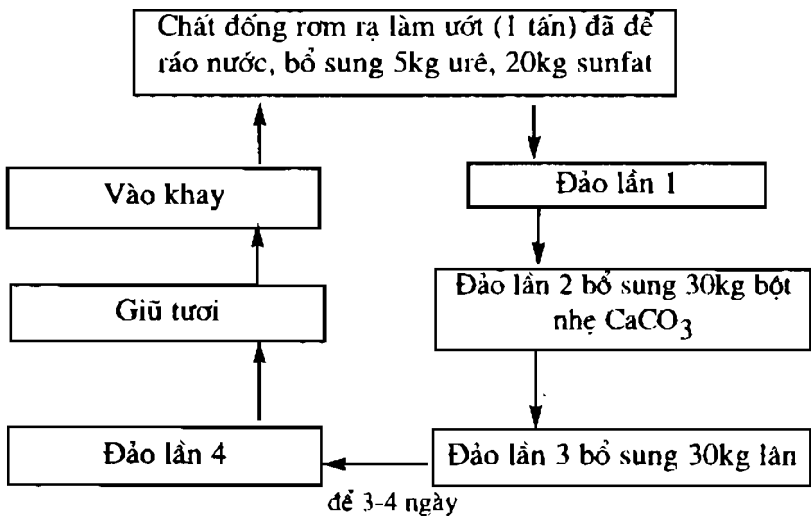 Chất đống rơm rạ làm ướt (1 tấn) đã để
ráo nước, bổ sung 5kg urê, 20kg sunfat
Đảo lần 1
Đảo lần 2 bổ sung 30kg bột
nhẹ CaCO₃
Đảo lần 3 bổ sung 30kg lân
để 3-4 ngày
Đảo lần 4
Giũ tươi
Vào khay